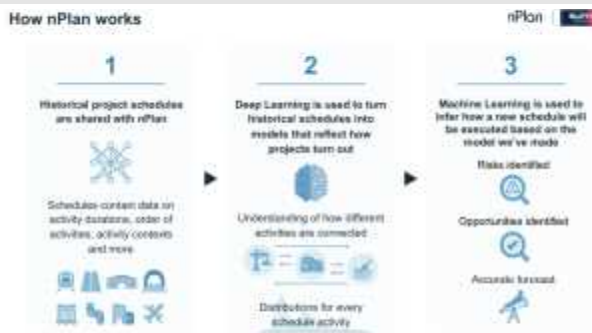 How nPlan works
nPlan
1
Historical project schedules
are shared with nPlan
Schedules contain data on
activity durations, order of
activities, activity contexts
and more
2
Deep Learning is used to turn
historical schedules into
models that reflect how
projects turn out
Understanding of how different
activities are connected
Distributions for every
schedule activity
3
Machine Learning is used to
infer how a new schedule will
be executed based on the
model we've made
Risks identified
Opportunities identified
Accurate forecast